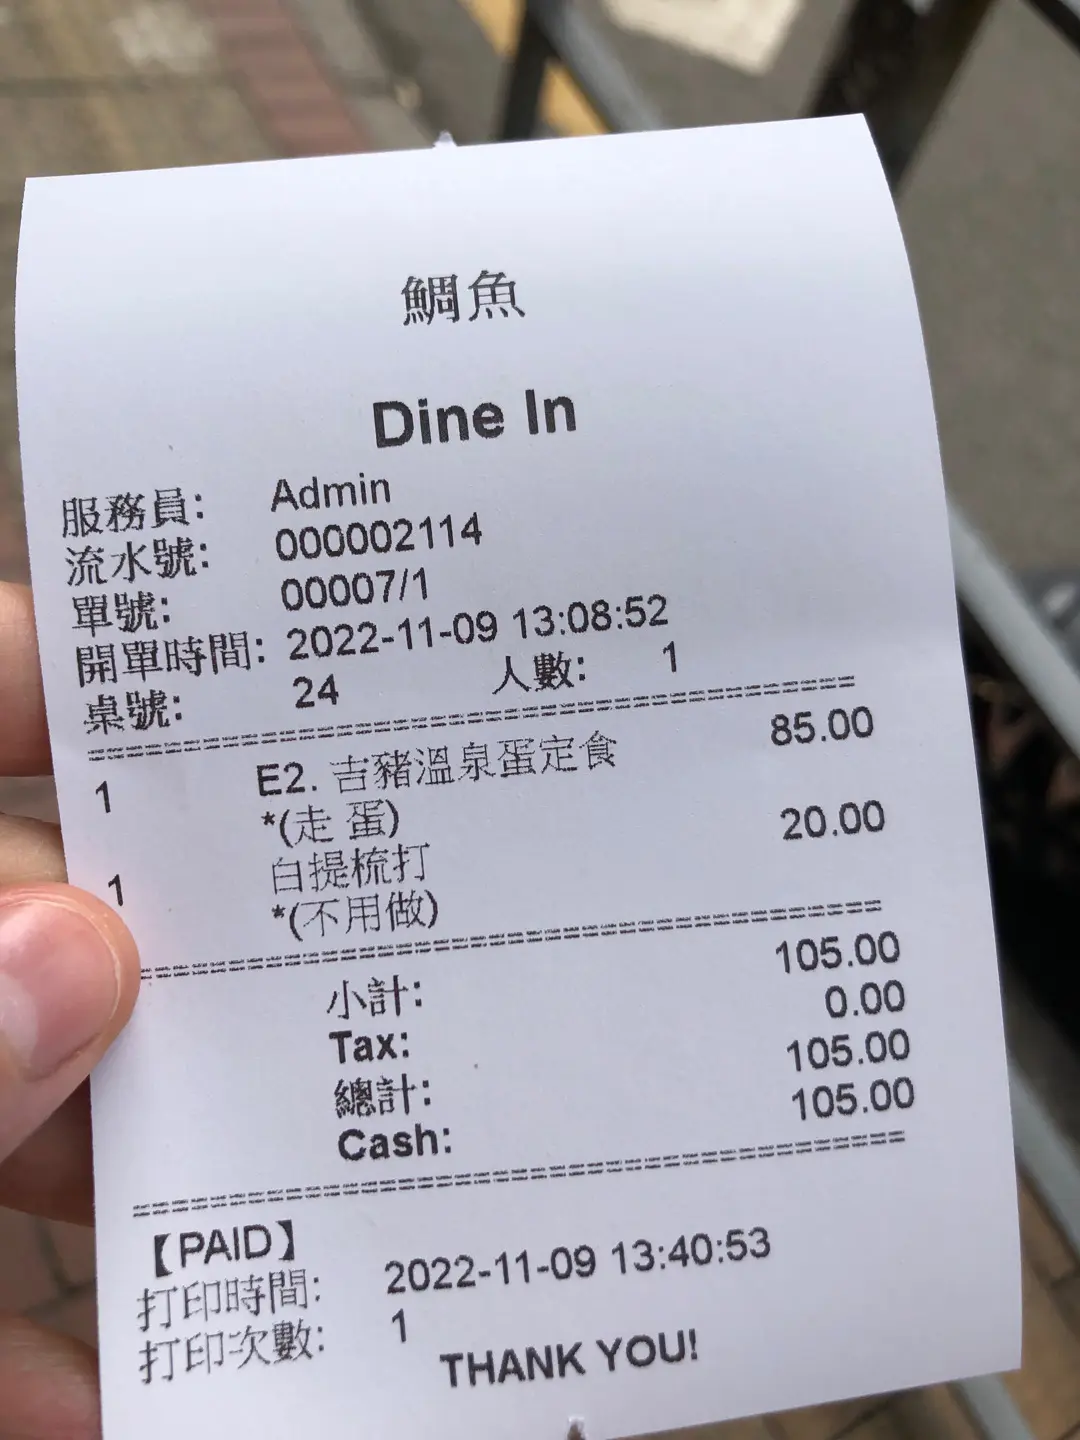 鯛魚
Dine In
服務員: Admin
流水號: 000002114
單號: 00007/1
開單時間: 2022-11-09 13:08:52
桌號: 24 人數: 1
1 E2. 吉豬溫泉蛋定食 85.00
*(走 蛋)
1 白提梳打 20.00
*(不用做)
小計: 105.00
Tax: 0.00
總計: 105.00
Cash: 105.00
【PAID】
打印時間: 2022-11-09 13:40:53
打印次數: 1
THANK YOU!